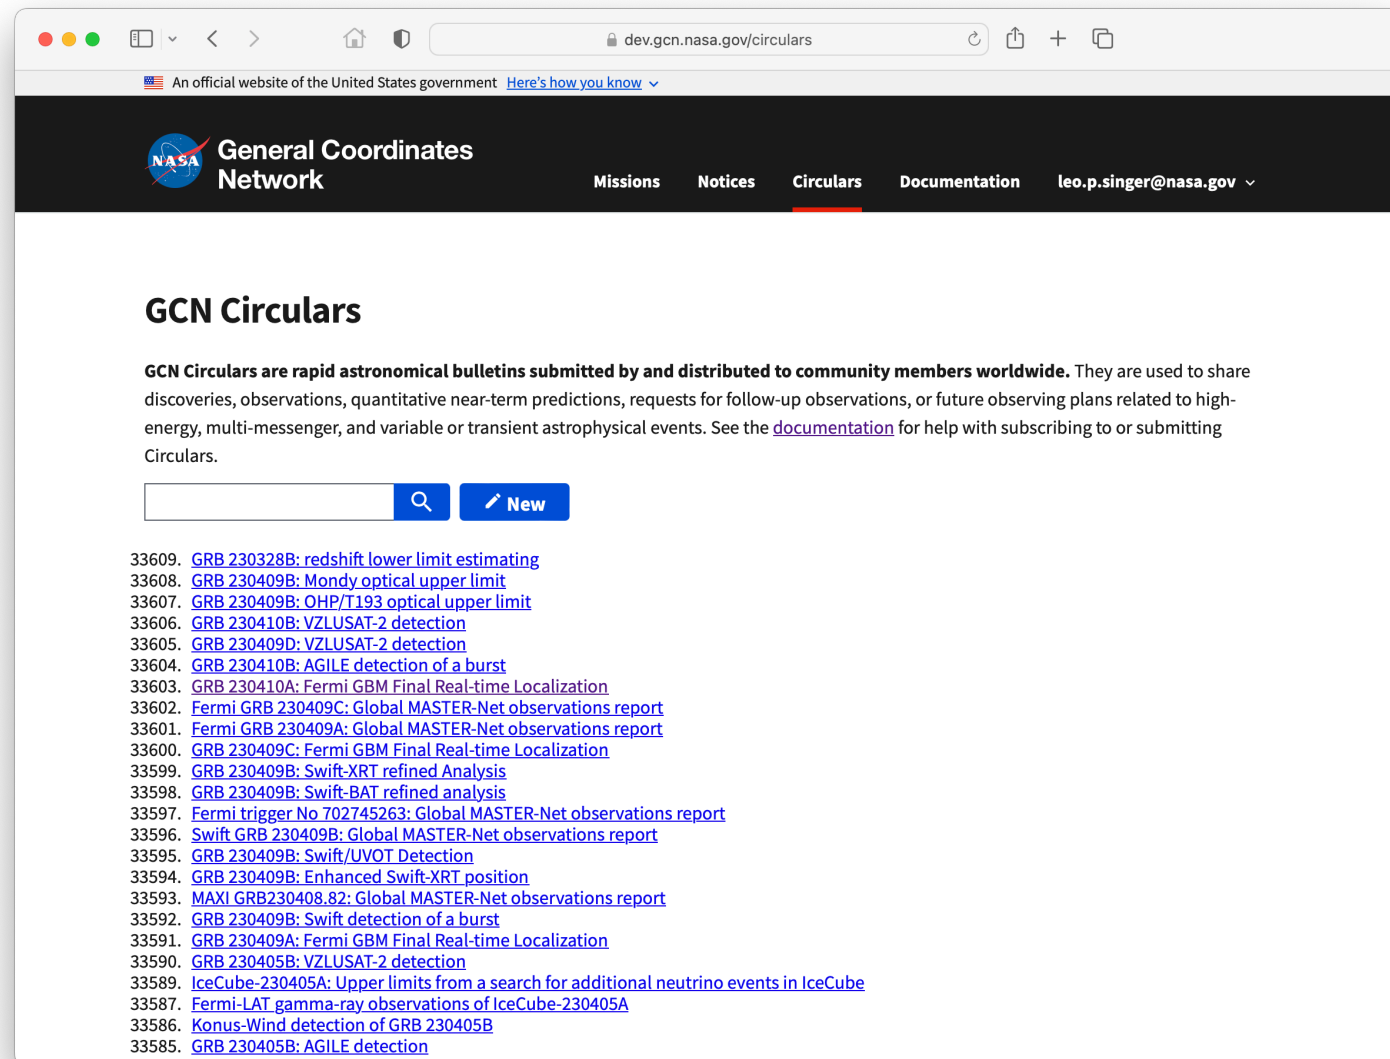 dev.gcn.nasa.gov/circulars
An official website of the United States government Here's how you know
NASA
General Coordinates
Network
Missions Notices Circulars Documentation leo.p.singer@nasa.gov
GCN Circulars
GCN Circulars are rapid astronomical bulletins submitted by and distributed to community members worldwide. They are used to share
discoveries, observations, quantitative near-term predictions, requests for follow-up observations, or future observing plans related to high-
energy, multi-messenger, and variable or transient astrophysical events. See the documentation for help with subscribing to or submitting
Circulars.
New
33609. GRB 230328B: redshift lower limit estimating
33608. GRB 230409B: Mondy optical upper limit
33607. GRB 230409B: OHP/T193 optical upper limit
33606. GRB 230410B: VZLUSAT-2 detection
33605. GRB 230409D: VZLUSAT-2 detection
33604. GRB 230410B: AGILE detection of a burst
33603. GRB 230410A: Fermi GBM Final Real-time Localization
33602. Fermi GRB 230409C: Global MASTER-Net observations report
33601. Fermi GRB 230409A: Global MASTER-Net observations report
33600. GRB 230409C: Fermi GBM Final Real-time Localization
33599. GRB 230409B: Swift-XRT refined Analysis
33598. GRB 230409B: Swift-BAT refined analysis
33597. Fermi trigger No 702745263: Global MASTER-Net observations report
33596. Swift GRB 230409B: Global MASTER-Net observations report
33595. GRB 230409B: Swift/UVOT Detection
33594. GRB 230409B: Enhanced Swift-XRT position
33593. MAXI GRB230408.82: Global MASTER-Net observations report
33592. GRB 230409B: Swift detection of a burst
33591. GRB 230409A: Fermi GBM Final Real-time Localization
33590. GRB 230405B: VZLUSAT-2 detection
33589. IceCube-230405A: Upper limits from a search for additional neutrino events in IceCube
33587. Fermi-LAT gamma-ray observations of IceCube-230405A
33586. Konus-Wind detection of GRB 230405B
33585. GRB 230405B: AGILE detection